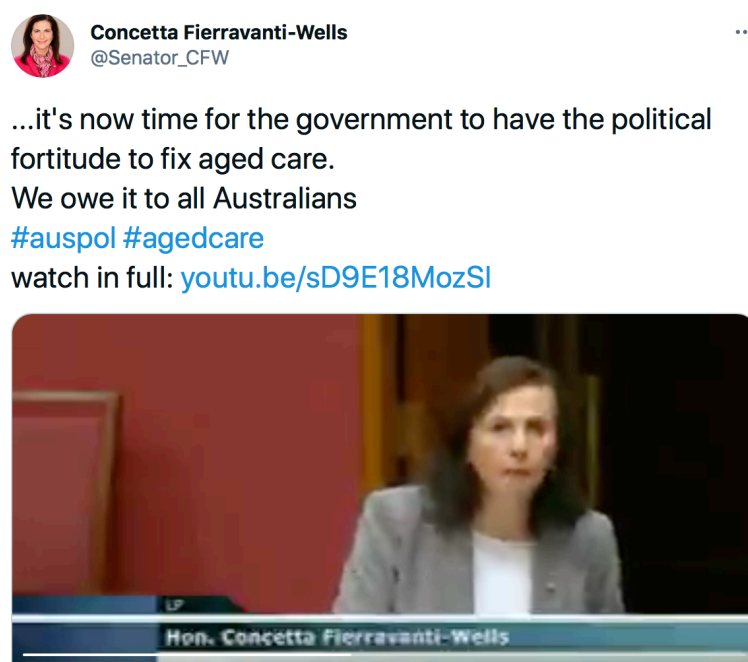 Concetta Fierravanti-Wells
@Senator_CFW
...it's now time for the government to have the political
fortitude to fix aged care.
We owe it to all Australians
#auspol #agedcare
watch in full: youtu.be/sD9E18MozSI
LP
Hon. Concetta Fierravanti-Wells